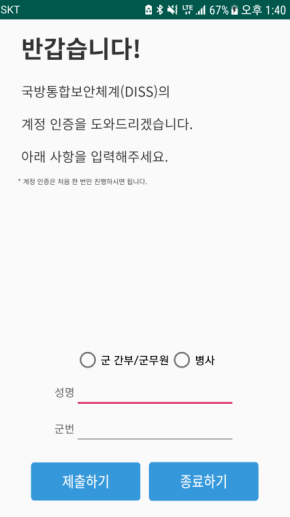 SKT LTE 67% 오후 1:40
반갑습니다!
국방통합보안체계(DISS)의
계정 인증을 도와드리겠습니다.
아래 사항을 입력해주세요.
* 계정 인증은 처음 한 번만 진행하시면 됩니다.
군 간부/군무원 병사
성명
군번
제출하기 종료하기